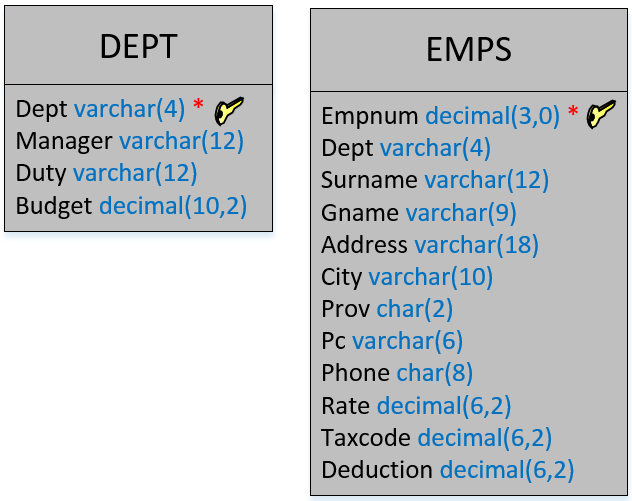 DEPT
Dept varchar(4) *
Manager varchar(12)
Duty varchar(12)
Budget decimal(10,2)
EMPS
Empnum decimal(3,0) *
Dept varchar(4)
Surname varchar(12)
Gname varchar(9)
Address varchar(18)
City varchar(10)
Prov char(2)
Pc varchar(6)
Phone char(8)
Rate decimal(6,2)
Taxcode decimal(6,2)
Deduction decimal(6,2)